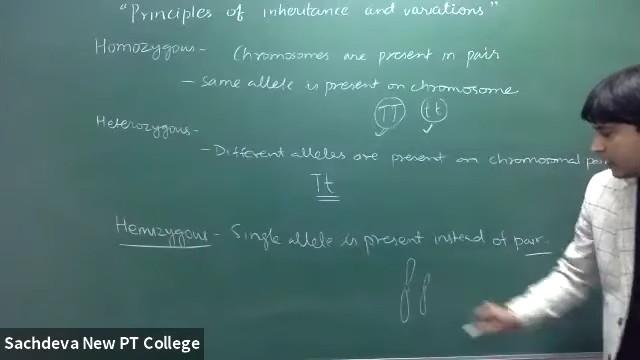 "Principles of inheritance and variations"
Homozygous - Chromosomes are present in pair
- Same allele is present on chromosome
TT tt
Heterozygous -
- Different alleles are present on chromosomal
Tt
Hemizygous - Single allele is present instead of pair.
Sachdeva New PT College